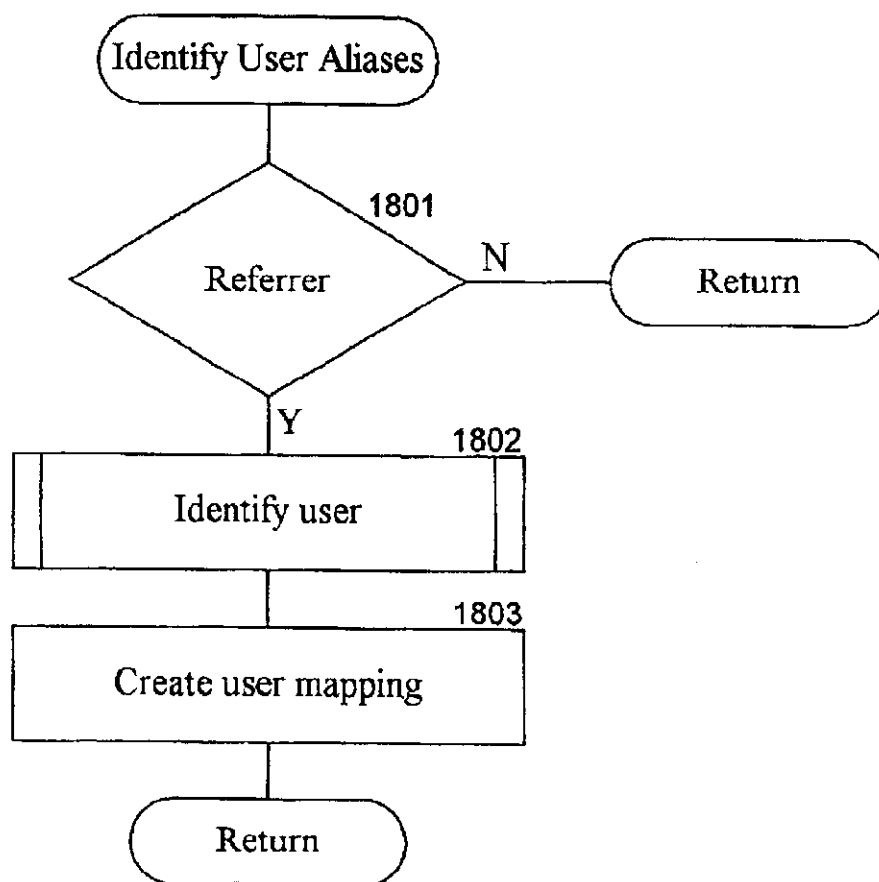 Identify User Aliases
1801
Referrer
N
Return
Y
1802
Identify user
1803
Create user mapping
Return